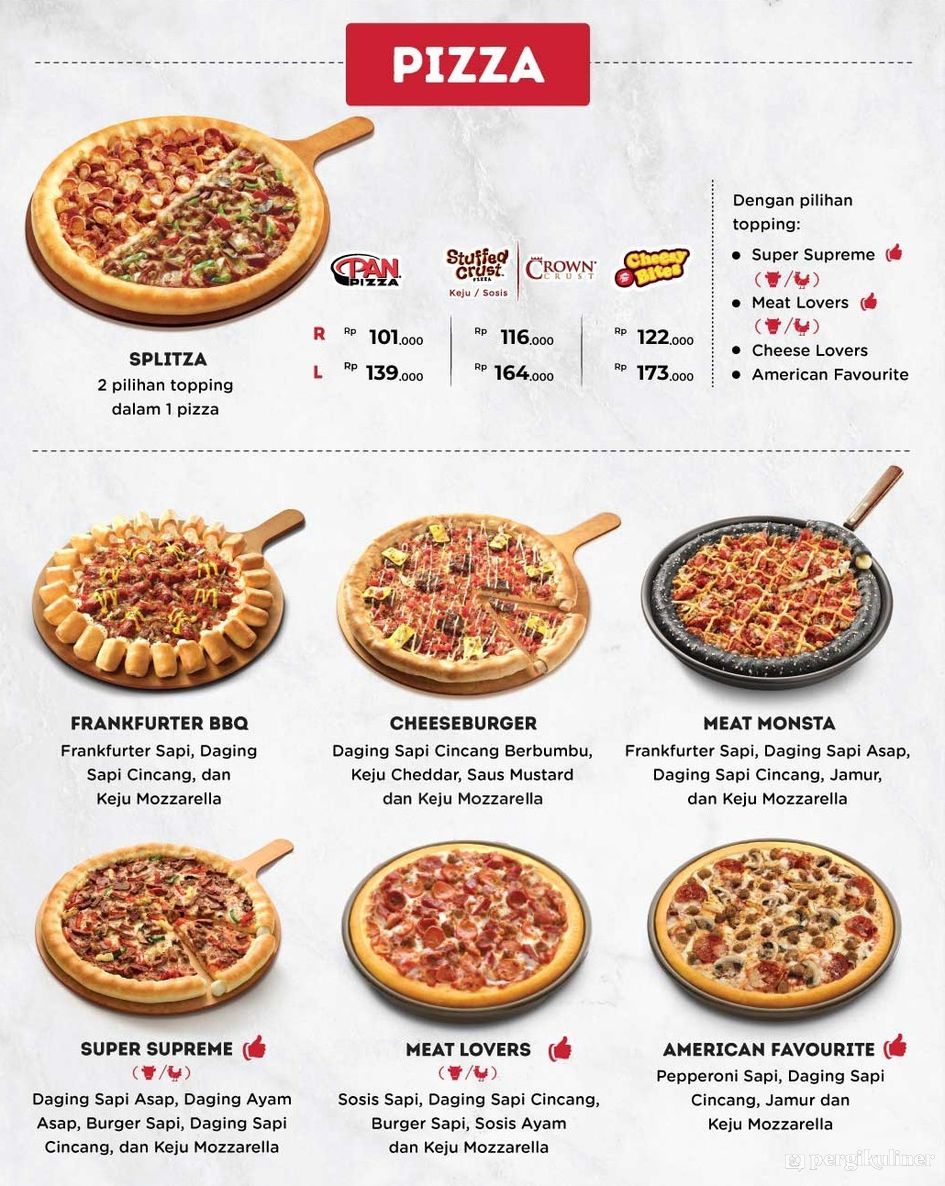 PIZZA
SPLITZA
2 pilihan topping
dalam 1 pizza
PAN
PIZZA
Stuffed
Crust
PIZZA
Keju / Sosis
CROWN
CRUST
Cheesy
Bites
R Rp 101.000 Rp 116.000 Rp 122.000
L Rp 139.000 Rp 164.000 Rp 173.000
Dengan pilihan
topping:
• Super Supreme
( / )
• Meat Lovers
( / )
• Cheese Lovers
• American Favourite
FRANKFURTER BBQ
Frankfurter Sapi, Daging
Sapi Cincang, dan
Keju Mozzarella
CHEESEBURGER
Daging Sapi Cincang Berbumbu,
Keju Cheddar, Saus Mustard
dan Keju Mozzarella
MEAT MONSTA
Frankfurter Sapi, Daging Sapi Asap,
Daging Sapi Cincang, Jamur,
dan Keju Mozzarella
SUPER SUPREME
( / )
Daging Sapi Asap, Daging Ayam
Asap, Burger Sapi, Daging Sapi
Cincang, dan Keju Mozzarella
MEAT LOVERS
( / )
Sosis Sapi, Daging Sapi Cincang,
Burger Sapi, Sosis Ayam
dan Keju Mozzarella
AMERICAN FAVOURITE
Pepperoni Sapi, Daging Sapi
Cincang, Jamur dan
Keju Mozzarella
pergikuliner